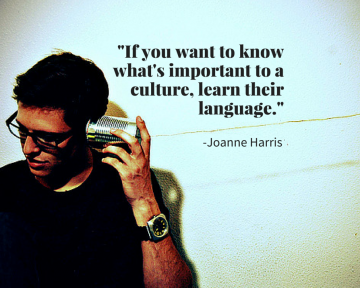 "If you want to know
what's important to a
culture, learn their
language."
-Joanne Harris